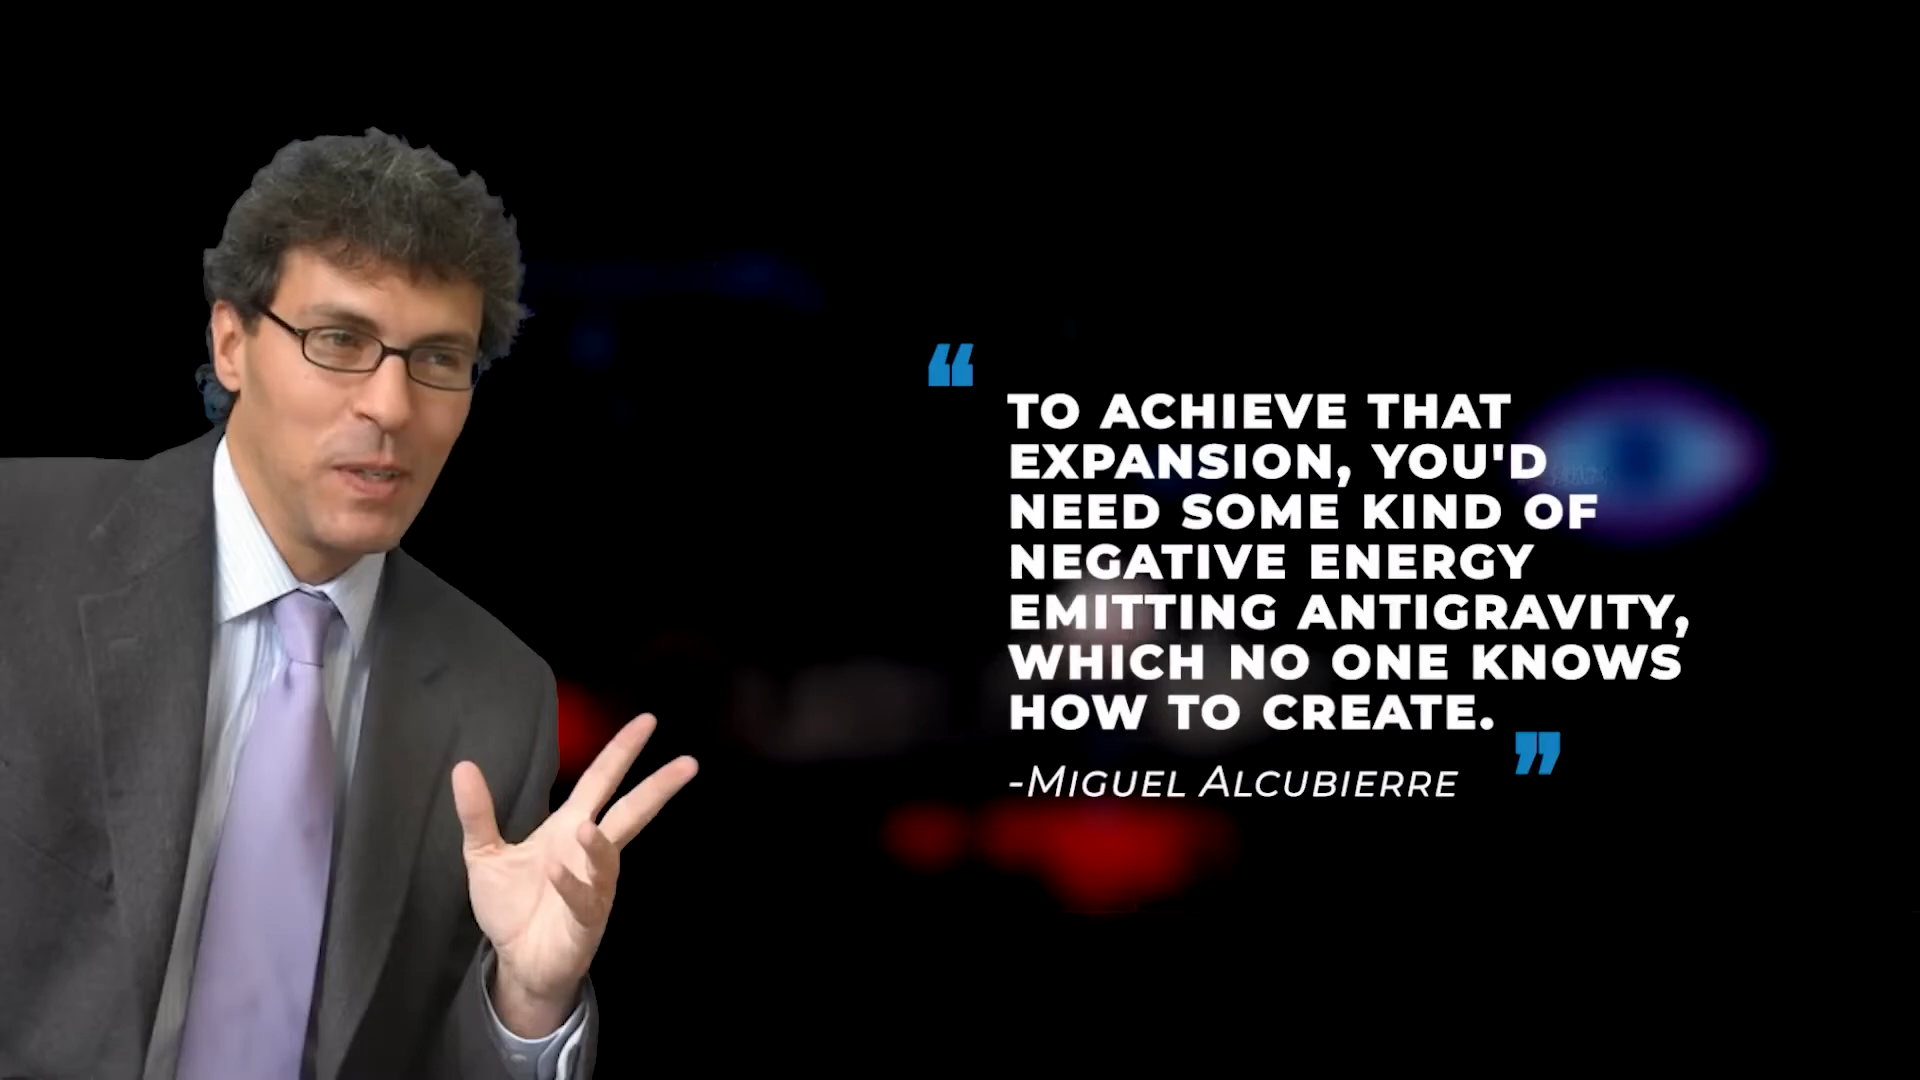 ❝
TO ACHIEVE THAT
EXPANSION, YOU'D
NEED SOME KIND OF
NEGATIVE ENERGY
EMITTING ANTIGRAVITY,
WHICH NO ONE KNOWS
HOW TO CREATE.
❞
-MIGUEL ALCUBIERRE